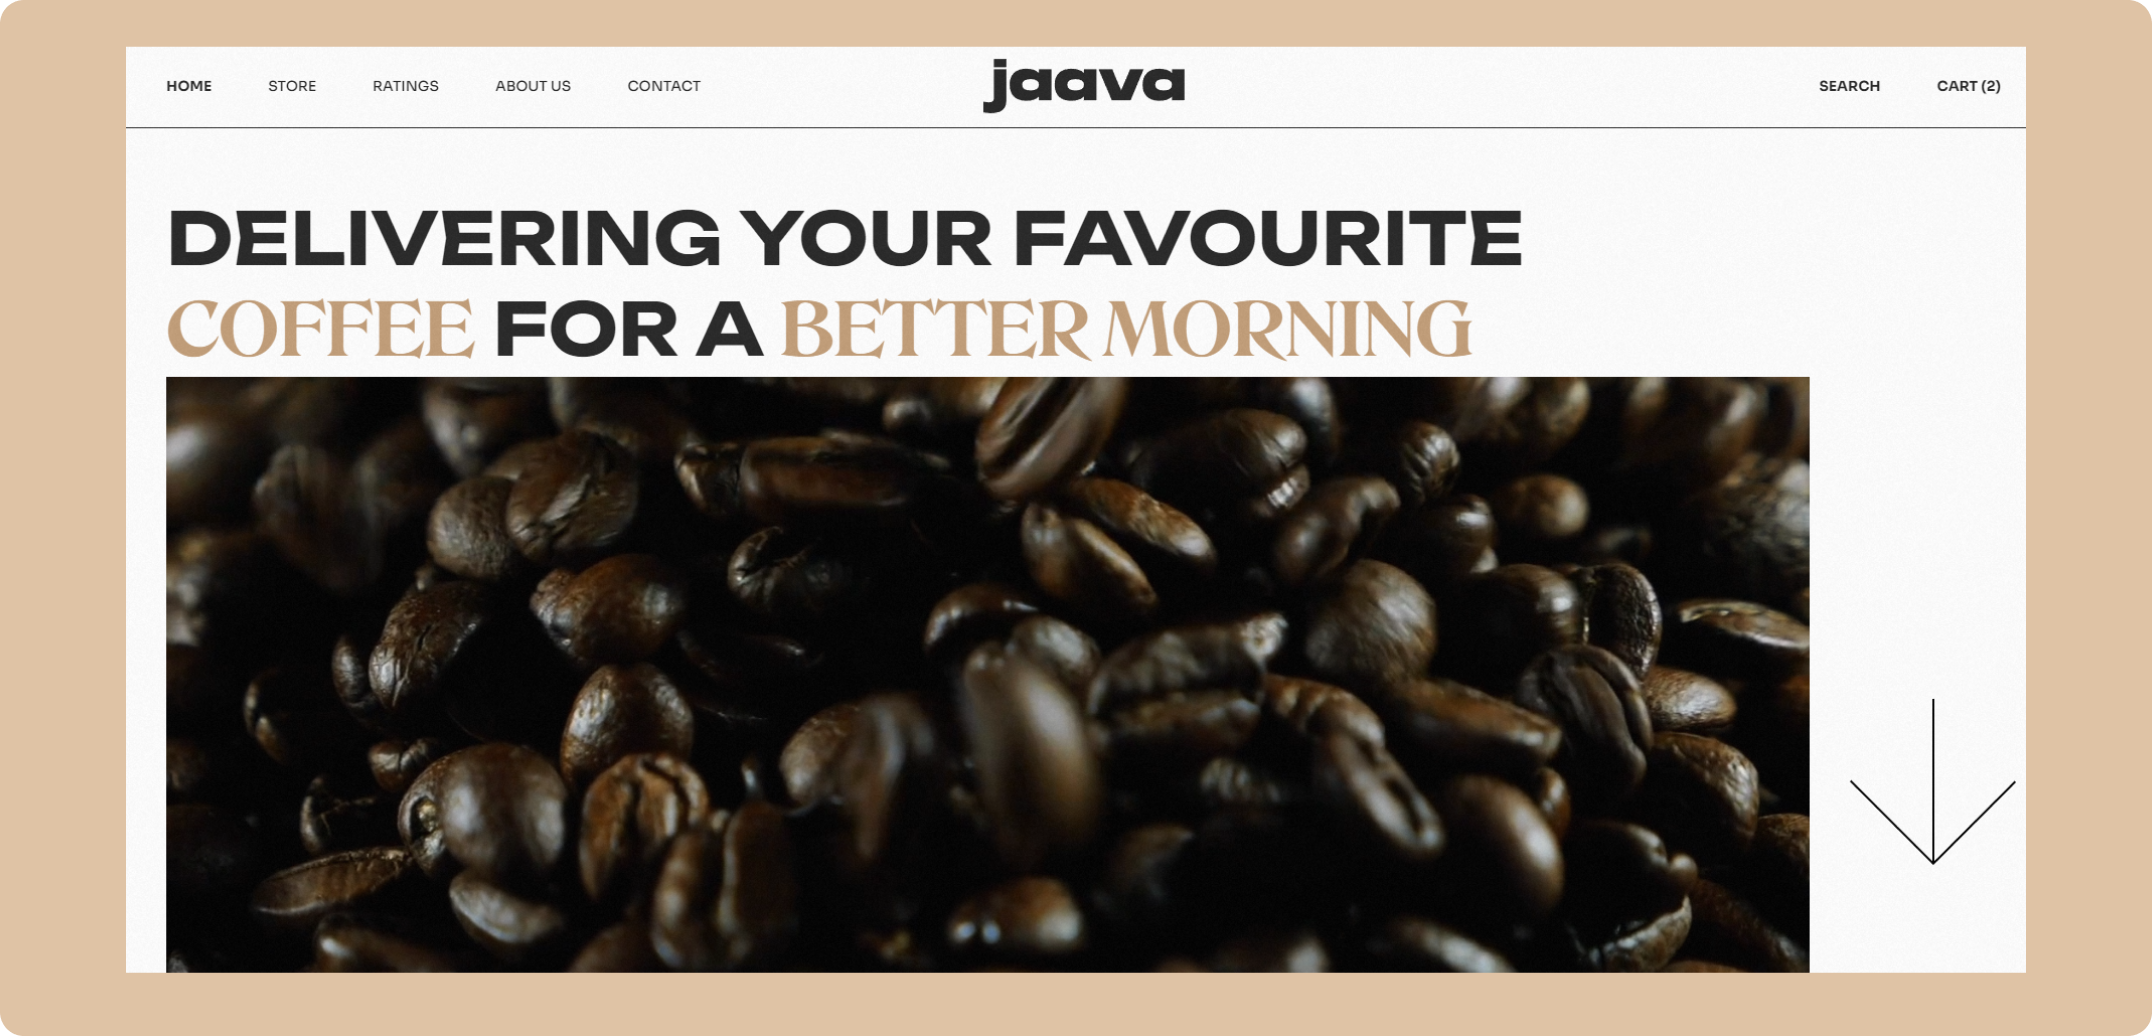 HOME STORE RATINGS ABOUT US CONTACT jaava SEARCH CART (2)
DELIVERING YOUR FAVOURITE
COFFEE FOR A BETTER MORNING